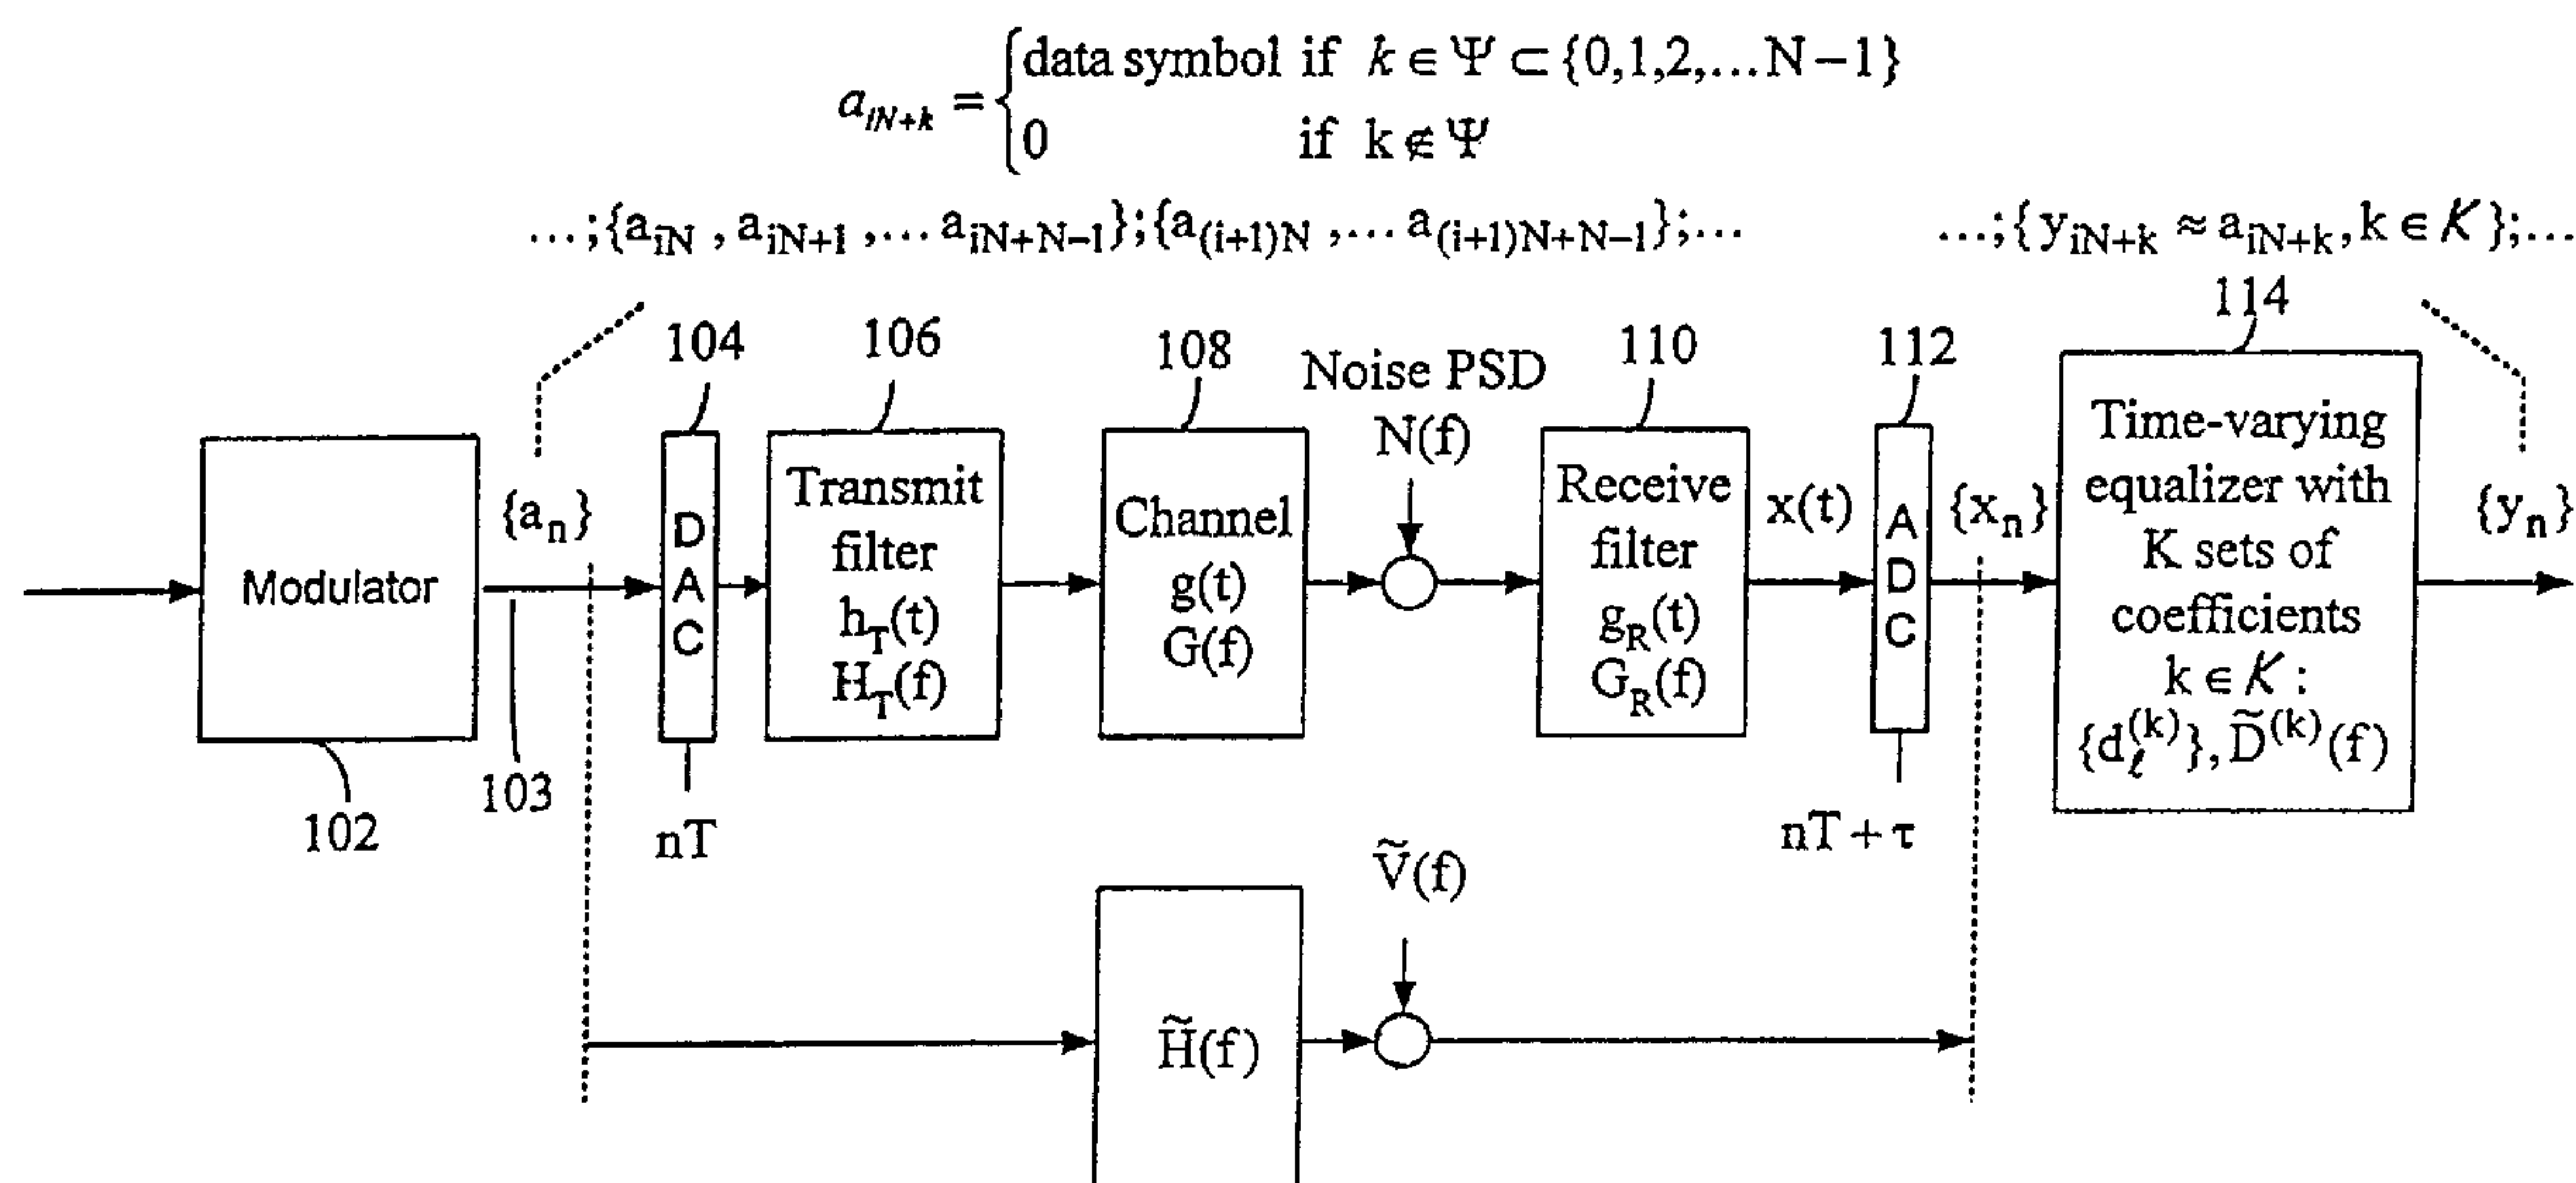 a_{iN+k} = { data symbol if k ∈ Ψ ⊂ {0,1,2,…N−1}
0 if k ∉ Ψ
…;{a_{iN} , a_{iN+1} ,… a_{iN+N−1}};{a_{(i+1)N} ,… a_{(i+1)N+N−1}};…
…;{y_{iN+k} ≈ a_{iN+k}, k ∈ K};…
Modulator
102
103
{a_n}
104
DAC
nT
106
Transmit
filter
h_T(t)
H_T(f)
108
Channel
g(t)
G(f)
Noise PSD
N(f)
110
Receive
filter
g_R(t)
G_R(f)
x(t)
112
ADC
nT + τ
{x_n}
114
Time-varying
equalizer with
K sets of
coefficients
k ∈ K :
{d_ℓ^{(k)}}, D̃^{(k)}(f)
{y_n}
H̃(f)
Ṽ(f)